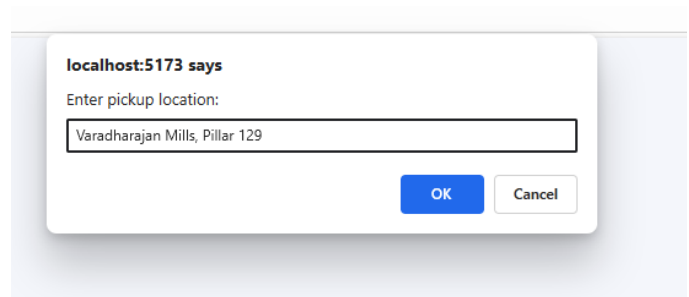 localhost:5173 says
Enter pickup location:
Varadharajan Mills, Pillar 129
OK Cancel